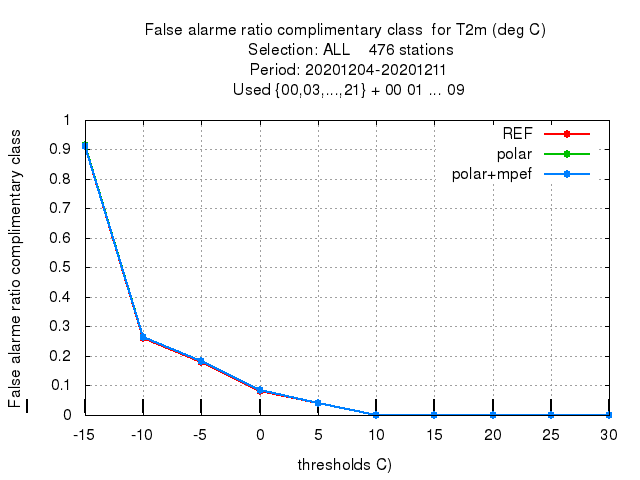 False alarme ratio complimentary class  for T2m (deg C)
Selection: ALL    476 stations
Period: 20201204-20201211
Used {00,03,...,21} + 00 01 ... 09
False alarme ratio complimentary class
REF
polar
polar+mpef
1
0.9
0.8
0.7
0.6
0.5
0.4
0.3
0.2
0.1
0
-15 -10 -5 0 5 10 15 20 25 30
thresholds C)